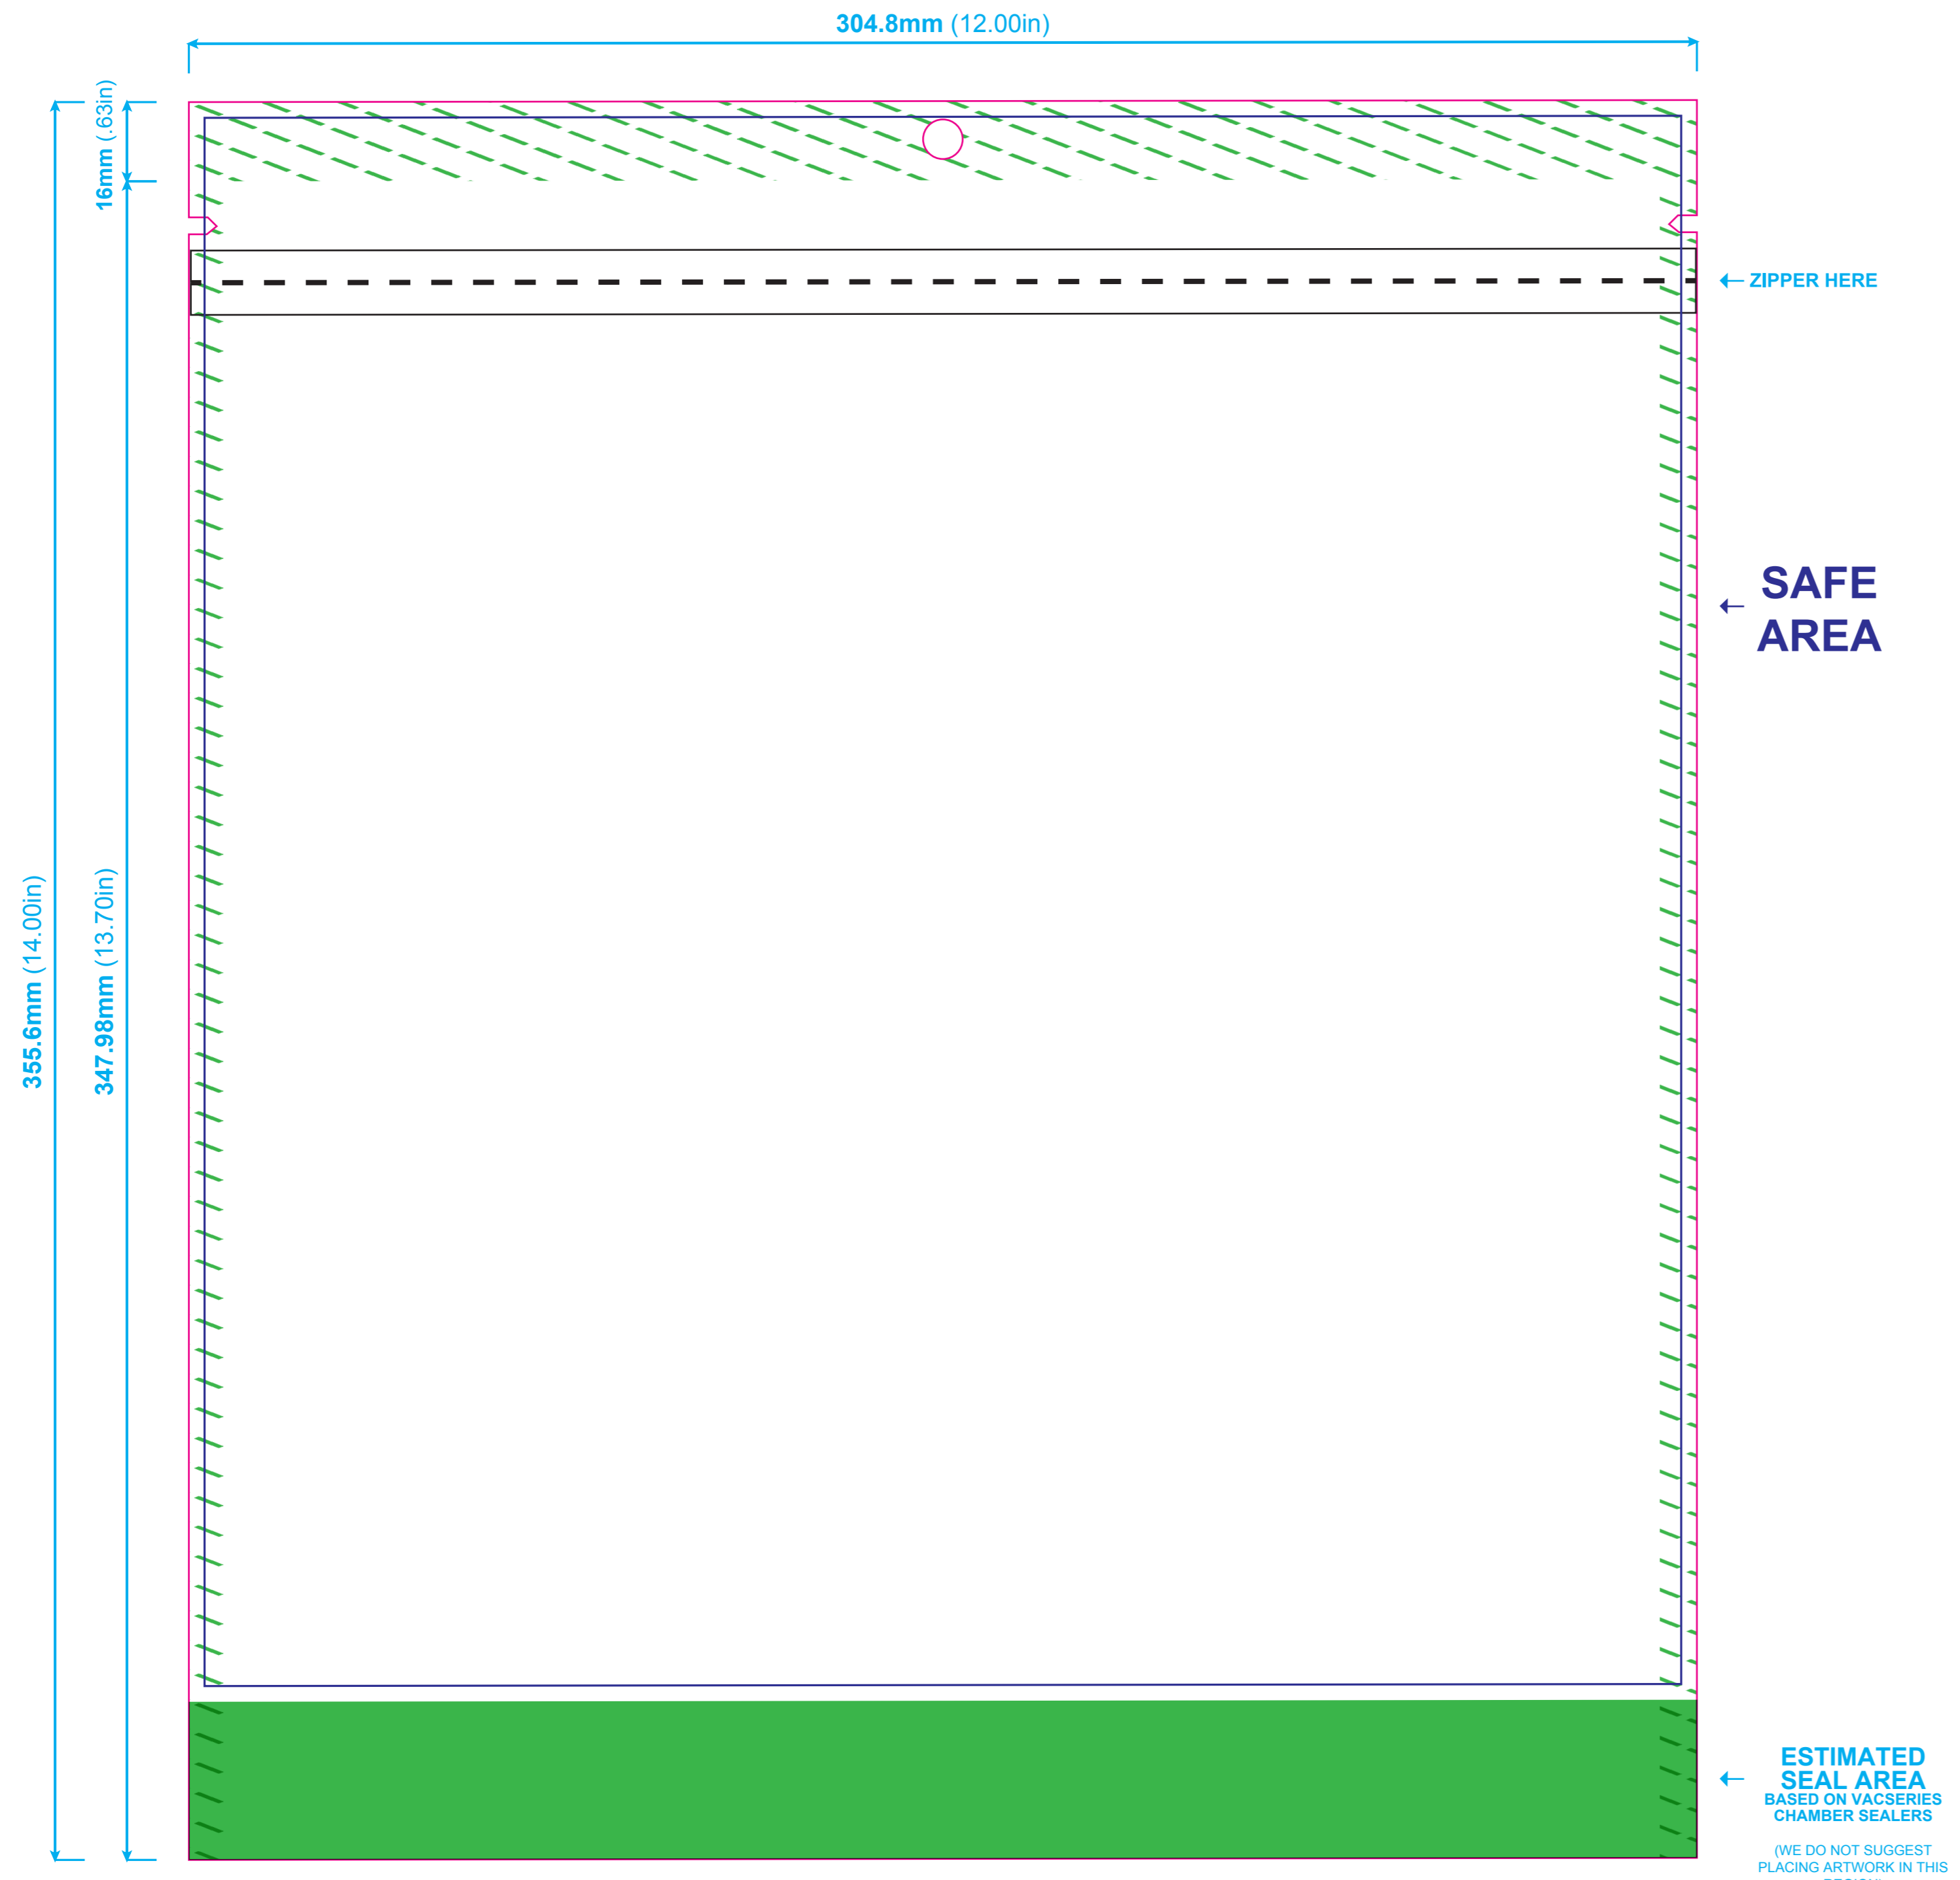 304.8mm (12.00in)
16mm (.63in)
ZIPPER HERE
SAFE
AREA
355.6mm (14.00in)
347.98mm (13.70in)
ESTIMATED
SEAL AREA
BASED ON VACSERIES
CHAMBER SEALERS
(WE DO NOT SUGGEST
PLACING ARTWORK IN THIS